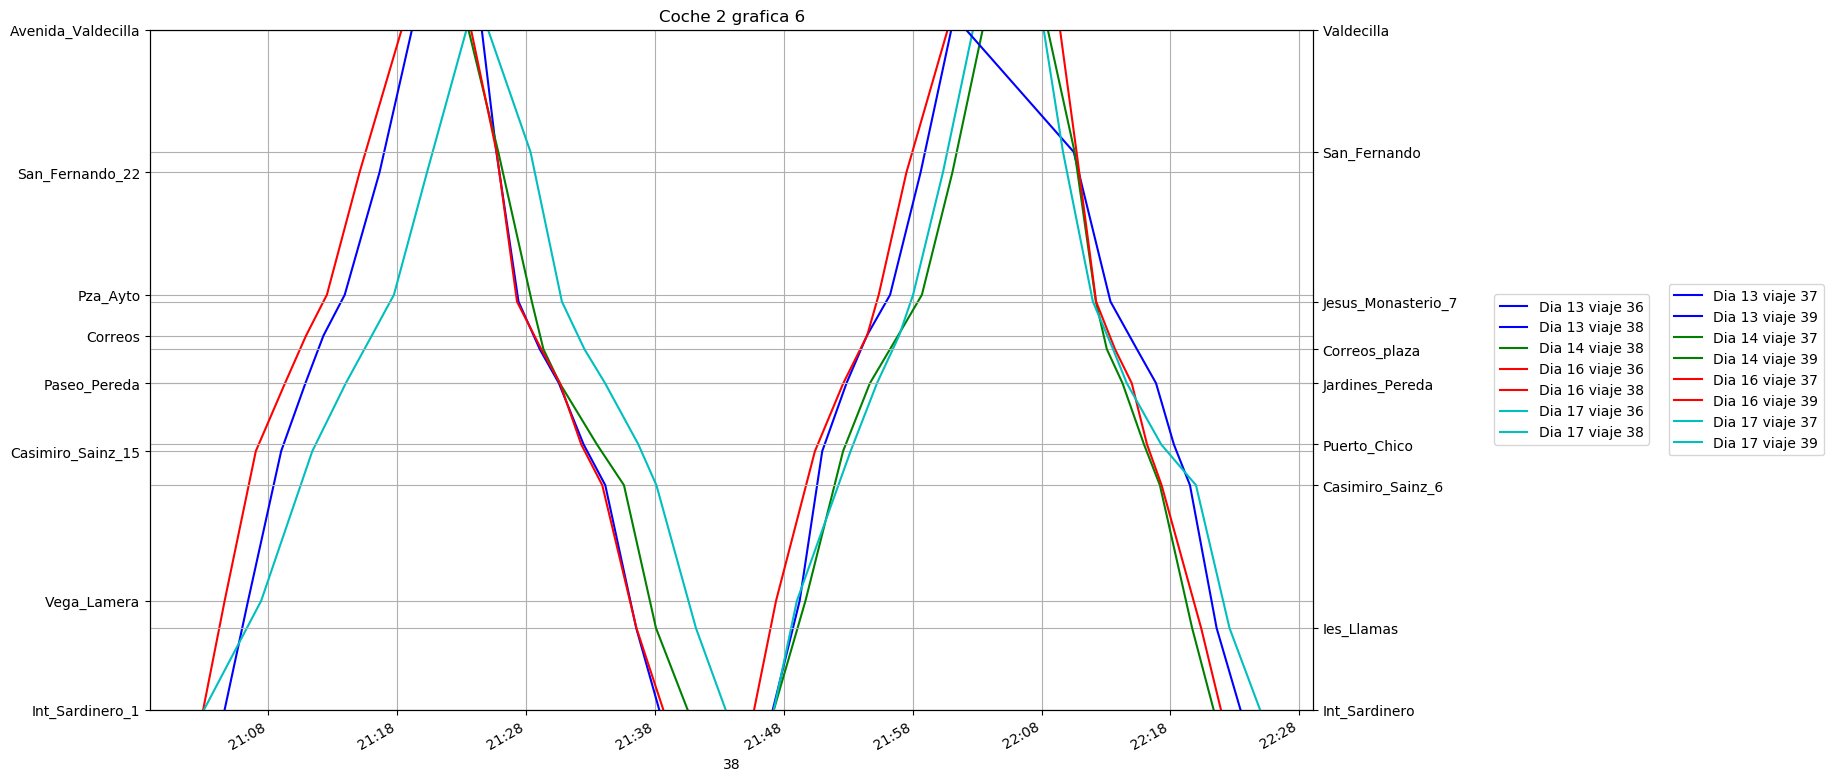 Coche 2 grafica 6
Avenida_Valdecilla
San_Fernando_22
Pza_Ayto
Correos
Paseo_Pereda
Casimiro_Sainz_15
Vega_Lamera
Int_Sardinero_1
Valdecilla
San_Fernando
Jesus_Monasterio_7
Correos_plaza
Jardines_Pereda
Puerto_Chico
Casimiro_Sainz_6
Ies_Llamas
Int_Sardinero
21:08
21:18
21:28
21:38
21:48
21:58
22:08
22:18
22:28
38
Dia 13 viaje 36
Dia 13 viaje 38
Dia 14 viaje 38
Dia 16 viaje 36
Dia 16 viaje 38
Dia 17 viaje 36
Dia 17 viaje 38
Dia 13 viaje 37
Dia 13 viaje 39
Dia 14 viaje 37
Dia 14 viaje 39
Dia 16 viaje 37
Dia 16 viaje 39
Dia 17 viaje 37
Dia 17 viaje 39